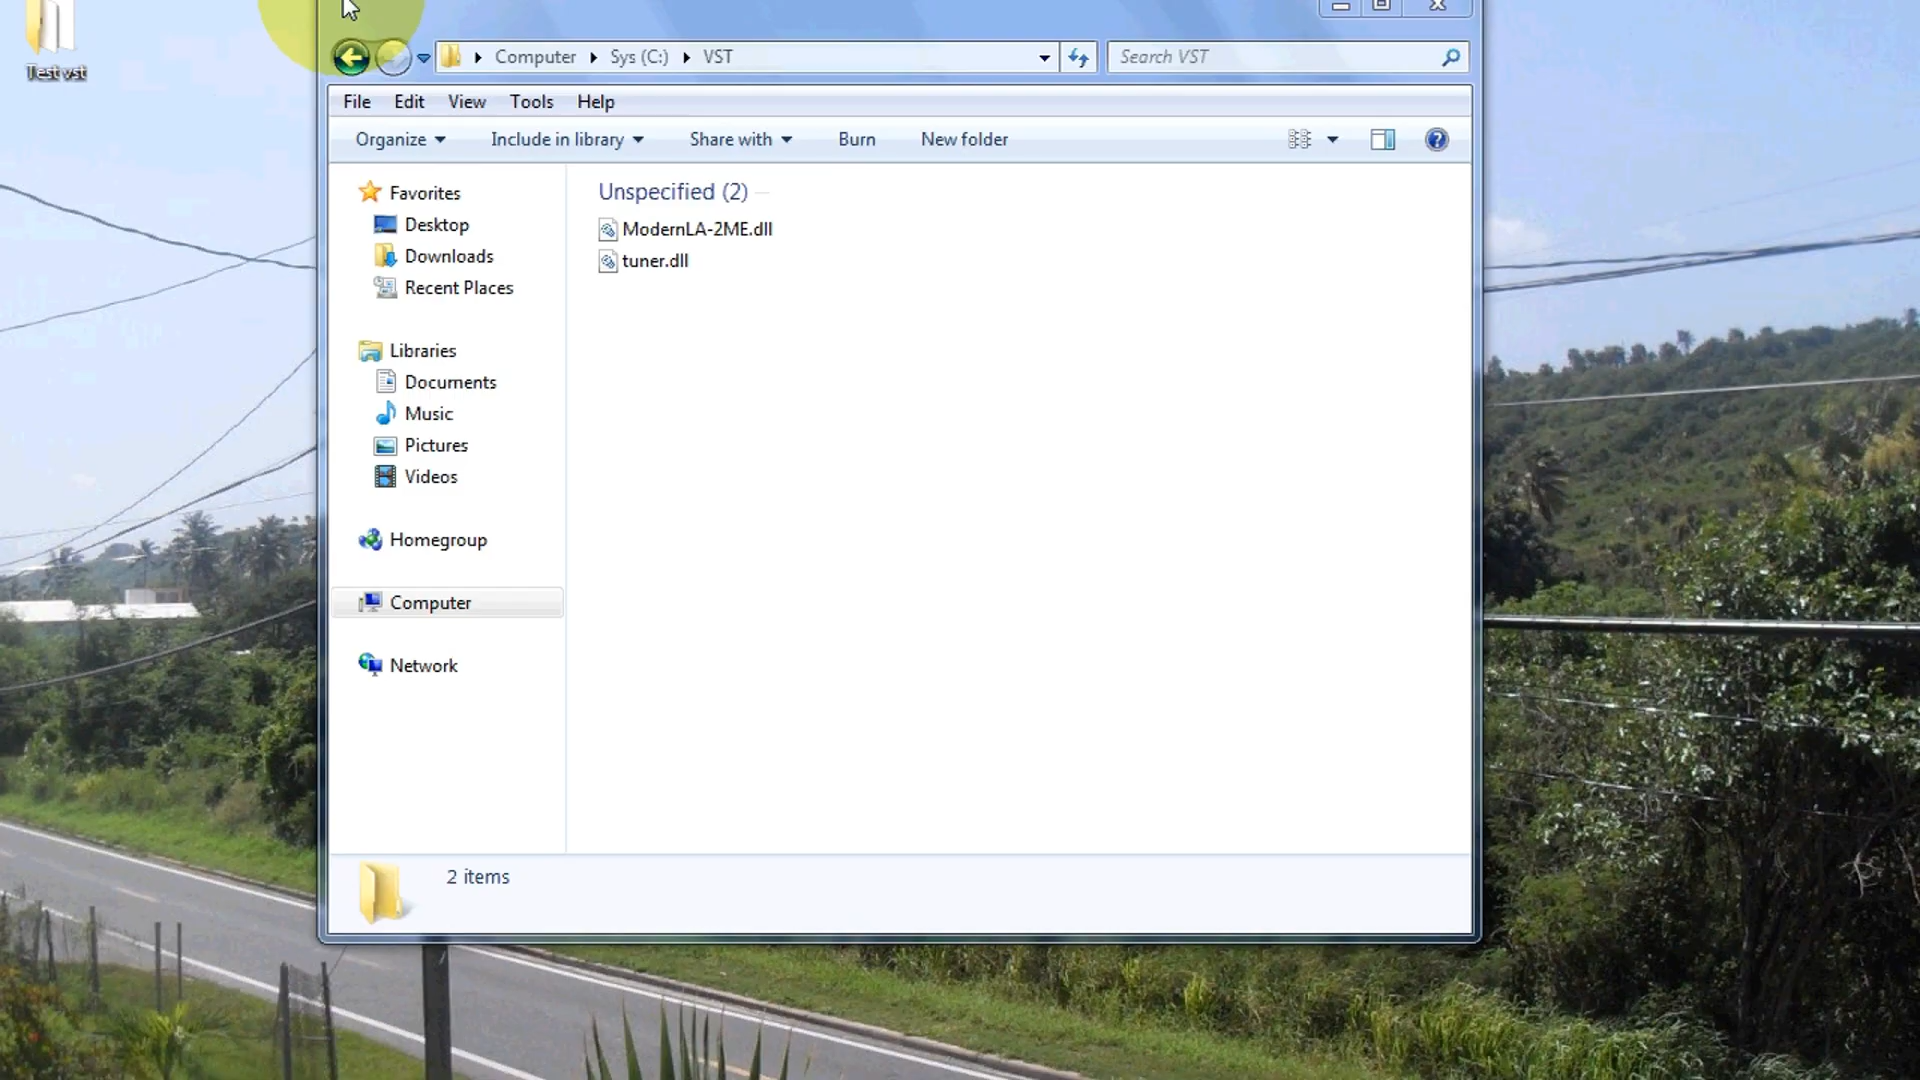 Test vst
Computer Sys (C:) VST
Search VST
File Edit View Tools Help
Organize Include in library Share with Burn New folder
Favorites
Desktop
Downloads
Recent Places
Libraries
Documents
Music
Pictures
Videos
Homegroup
Computer
Network
Unspecified (2)
ModernLA-2ME.dll
tuner.dll
2 items